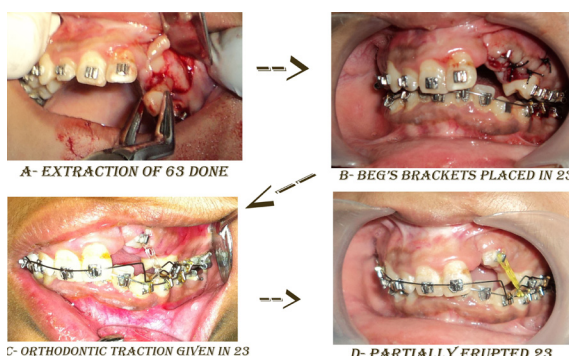 A- EXTRACTION OF 63 DONE
B- BEG'S BRACKETS PLACED IN 23
C- ORTHODONTIC TRACTION GIVEN IN 23
D- PARTIALLY ERUPTED 23